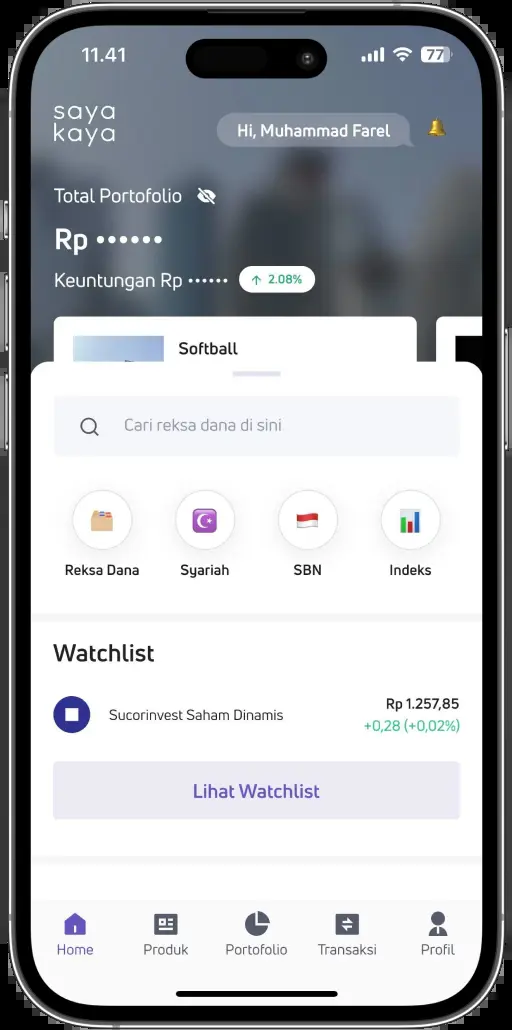 11.41
77
saya
kaya
Hi, Muhammad Farel
Total Portofolio
Rp ••••••
Keuntungan Rp •••••• ↑ 2.08%
Softball
Cari reksa dana di sini
Reksa Dana Syariah SBN Indeks
Watchlist
Sucorinvest Saham Dinamis
Rp 1.257,85
+0,28 (+0,02%)
Lihat Watchlist
Home Produk Portofolio Transaksi Profil